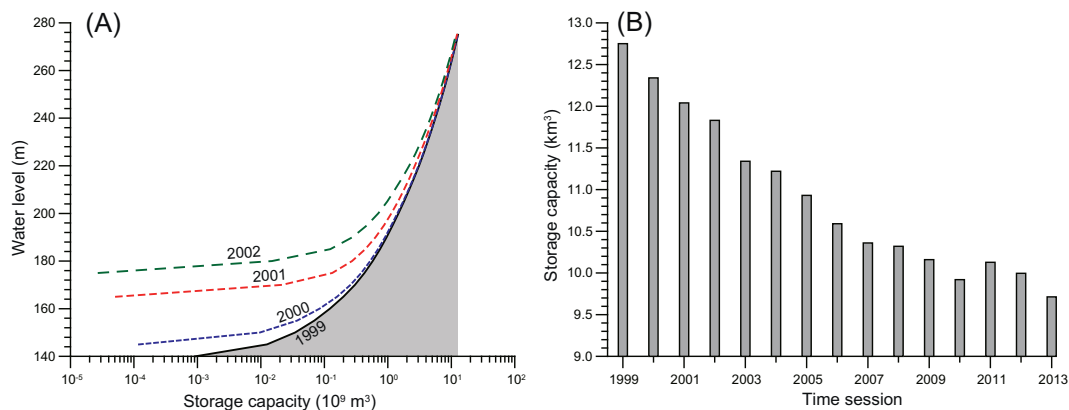 (A)
280
260
240
220
200
180
160
140
Water level (m)
2002
2001
2000
1999
10⁻⁵ 10⁻⁴ 10⁻³ 10⁻² 10⁻¹ 10⁰ 10¹ 10²
Storage capacity (10⁹ m³)
(B)
13.0
12.5
12.0
11.5
11.0
10.5
10.0
9.5
9.0
Storage capacity (km³)
1999 2001 2003 2005 2007 2009 2011 2013
Time session